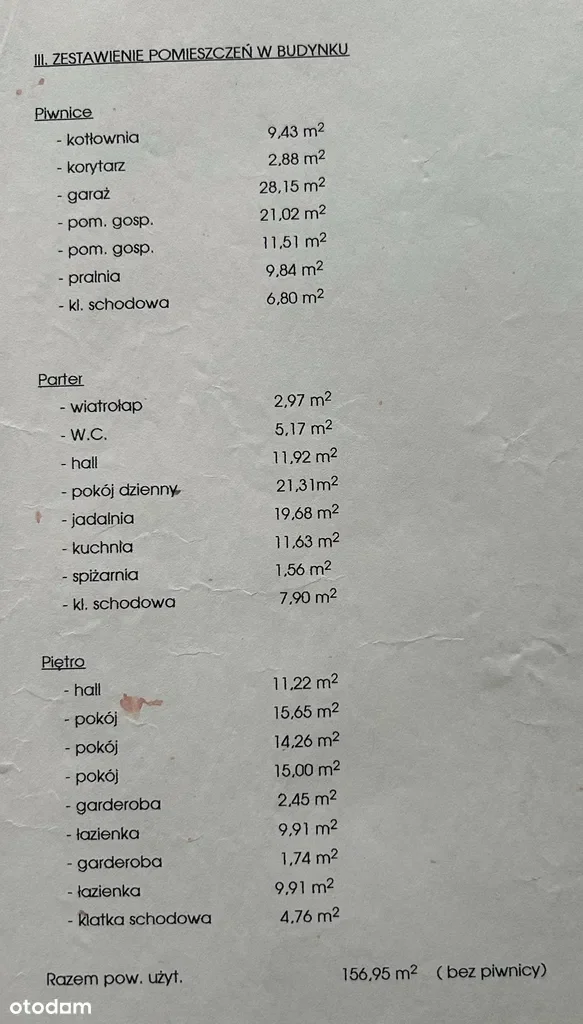 III. ZESTAWIENIE POMIESZCZEŃ W BUDYNKU
Piwnice
- kotłownia 9,43 m2
- korytarz 2,88 m2
- garaż 28,15 m2
- pom. gosp. 21,02 m2
- pom. gosp. 11,51 m2
- pralnia 9,84 m2
- kl. schodowa 6,80 m2
Parter
- wiatrołap 2,97 m2
- W.C. 5,17 m2
- hall 11,92 m2
- pokój dzienny 21,31m2
- jadalnia 19,68 m2
- kuchnia 11,63 m2
- spiżarnia 1,56 m2
- kl. schodowa 7,90 m2
Piętro
- hall 11,22 m2
- pokój 15,65 m2
- pokój 14,26 m2
- pokój 15,00 m2
- garderoba 2,45 m2
- łazienka 9,91 m2
- garderoba 1,74 m2
- łazienka 9,91 m2
- klatka schodowa 4,76 m2
Razem pow. użyt. 156,95 m2 ( bez piwnicy)
otodom